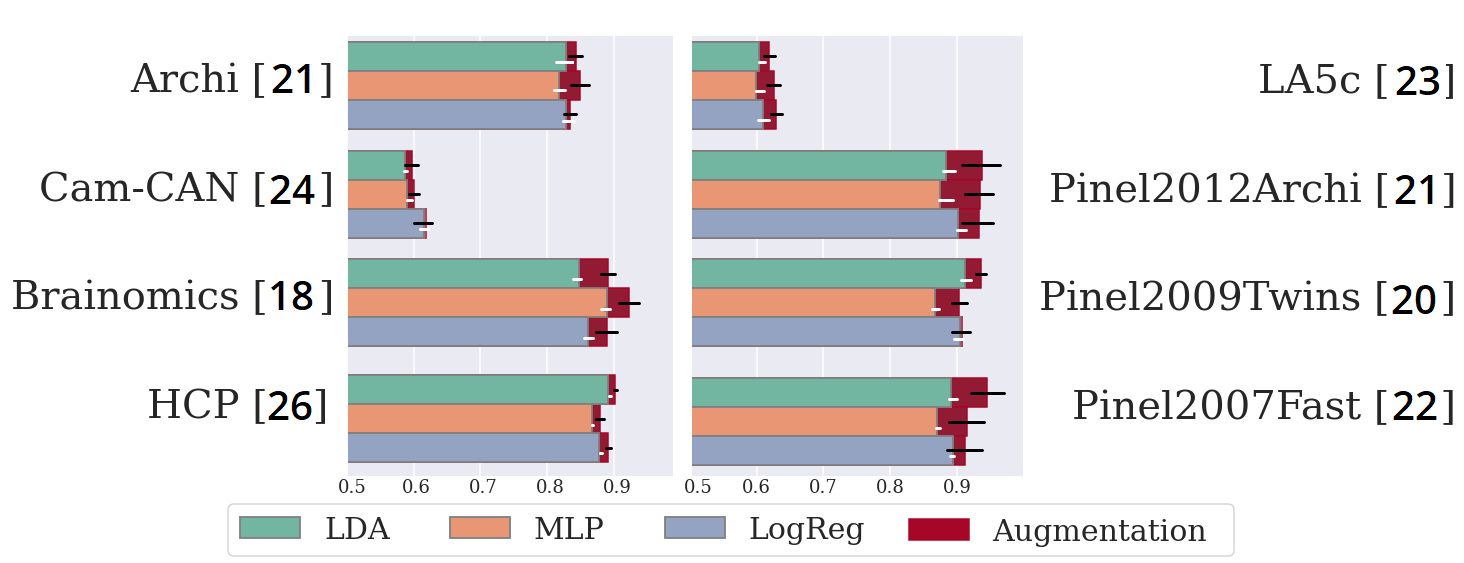 Archi [21]
LA5c [23]
Cam-CAN [24]
Pinel2012Archi [21]
Brainomics [18]
Pinel2009Twins [20]
HCP [26]
Pinel2007Fast [22]
0.5 0.6 0.7 0.8 0.9
0.5 0.6 0.7 0.8 0.9
LDA MLP LogReg Augmentation